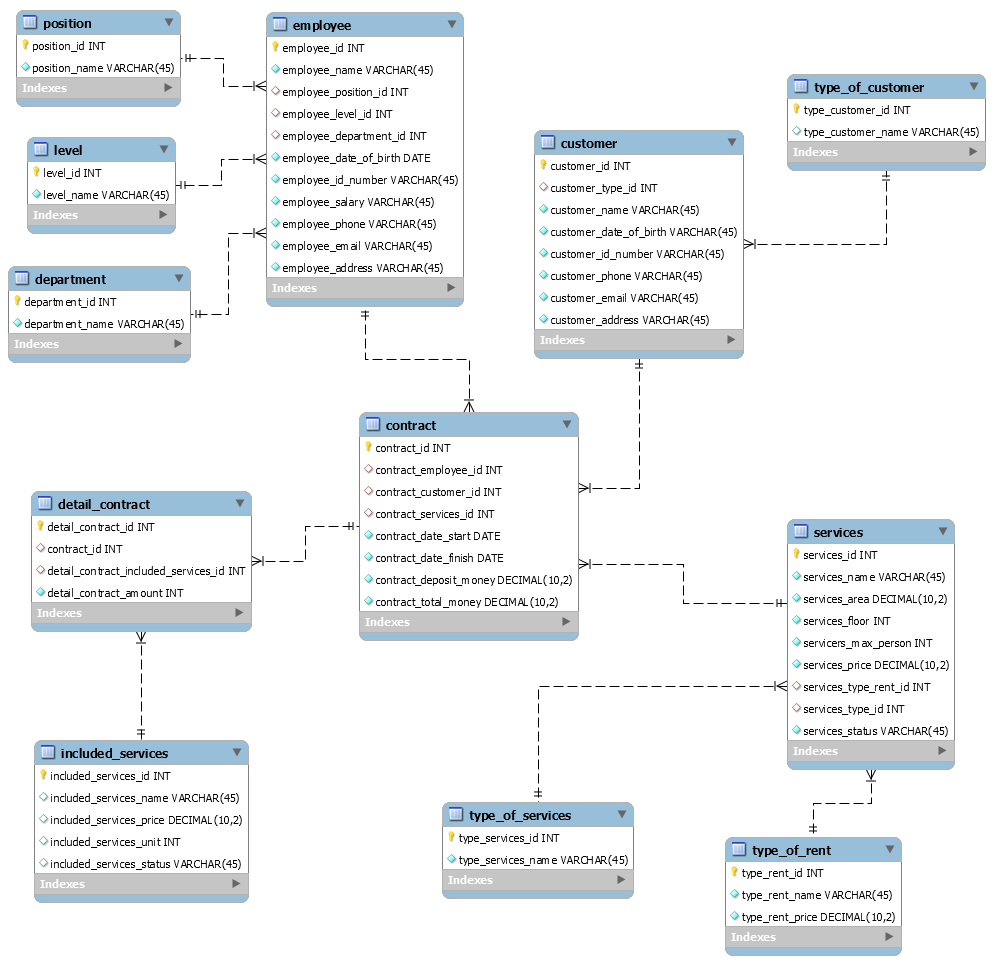 position
position_id INT
position_name VARCHAR(45)
Indexes
level
level_id INT
level_name VARCHAR(45)
Indexes
department
department_id INT
department_name VARCHAR(45)
Indexes
employee
employee_id INT
employee_name VARCHAR(45)
employee_position_id INT
employee_level_id INT
employee_department_id INT
employee_date_of_birth DATE
employee_id_number VARCHAR(45)
employee_salary VARCHAR(45)
employee_phone VARCHAR(45)
employee_email VARCHAR(45)
employee_address VARCHAR(45)
Indexes
customer
customer_id INT
customer_type_id INT
customer_name VARCHAR(45)
customer_date_of_birth VARCHAR(45)
customer_id_number VARCHAR(45)
customer_phone VARCHAR(45)
customer_email VARCHAR(45)
customer_address VARCHAR(45)
Indexes
type_of_customer
type_customer_id INT
type_customer_name VARCHAR(45)
Indexes
contract
contract_id INT
contract_employee_id INT
contract_customer_id INT
contract_services_id INT
contract_date_start DATE
contract_date_finish DATE
contract_deposit_money DECIMAL(10,2)
contract_total_money DECIMAL(10,2)
Indexes
detail_contract
detail_contract_id INT
contract_id INT
detail_contract_included_services_id INT
detail_contract_amount INT
Indexes
services
services_id INT
services_name VARCHAR(45)
services_area DECIMAL(10,2)
services_floor INT
servicers_max_person INT
services_price DECIMAL(10,2)
services_type_rent_id INT
services_type_id INT
services_status VARCHAR(45)
Indexes
included_services
included_services_id INT
included_services_name VARCHAR(45)
included_services_price DECIMAL(10,2)
included_services_unit INT
included_services_status VARCHAR(45)
Indexes
type_of_services
type_services_id INT
type_services_name VARCHAR(45)
Indexes
type_of_rent
type_rent_id INT
type_rent_name VARCHAR(45)
type_rent_price DECIMAL(10,2)
Indexes